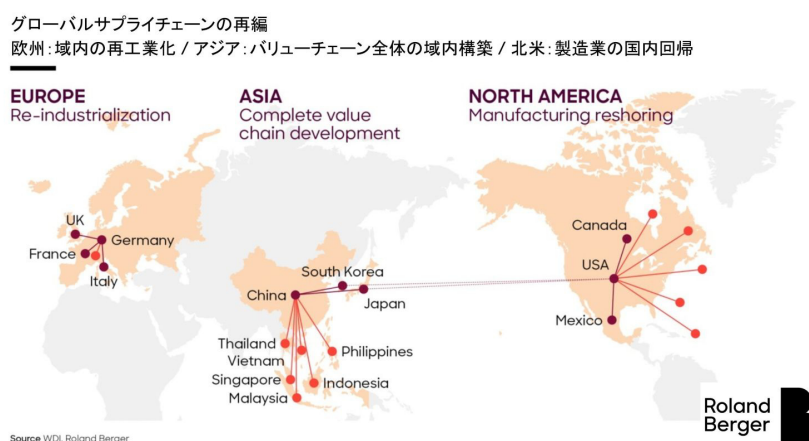 グローバルサプライチェーンの再編
欧州：域内の再工業化 / アジア：バリューチェーン全体の域内構築 / 北米：製造業の国内回帰
EUROPE
Re-industrialization
ASIA
Complete value
chain development
NORTH AMERICA
Manufacturing reshoring
UK
Germany
France
Italy
South Korea
China
Japan
Thailand
Vietnam
Philippines
Singapore
Indonesia
Malaysia
Canada
USA
Mexico
Roland
Berger
Source WDI, Roland Berger